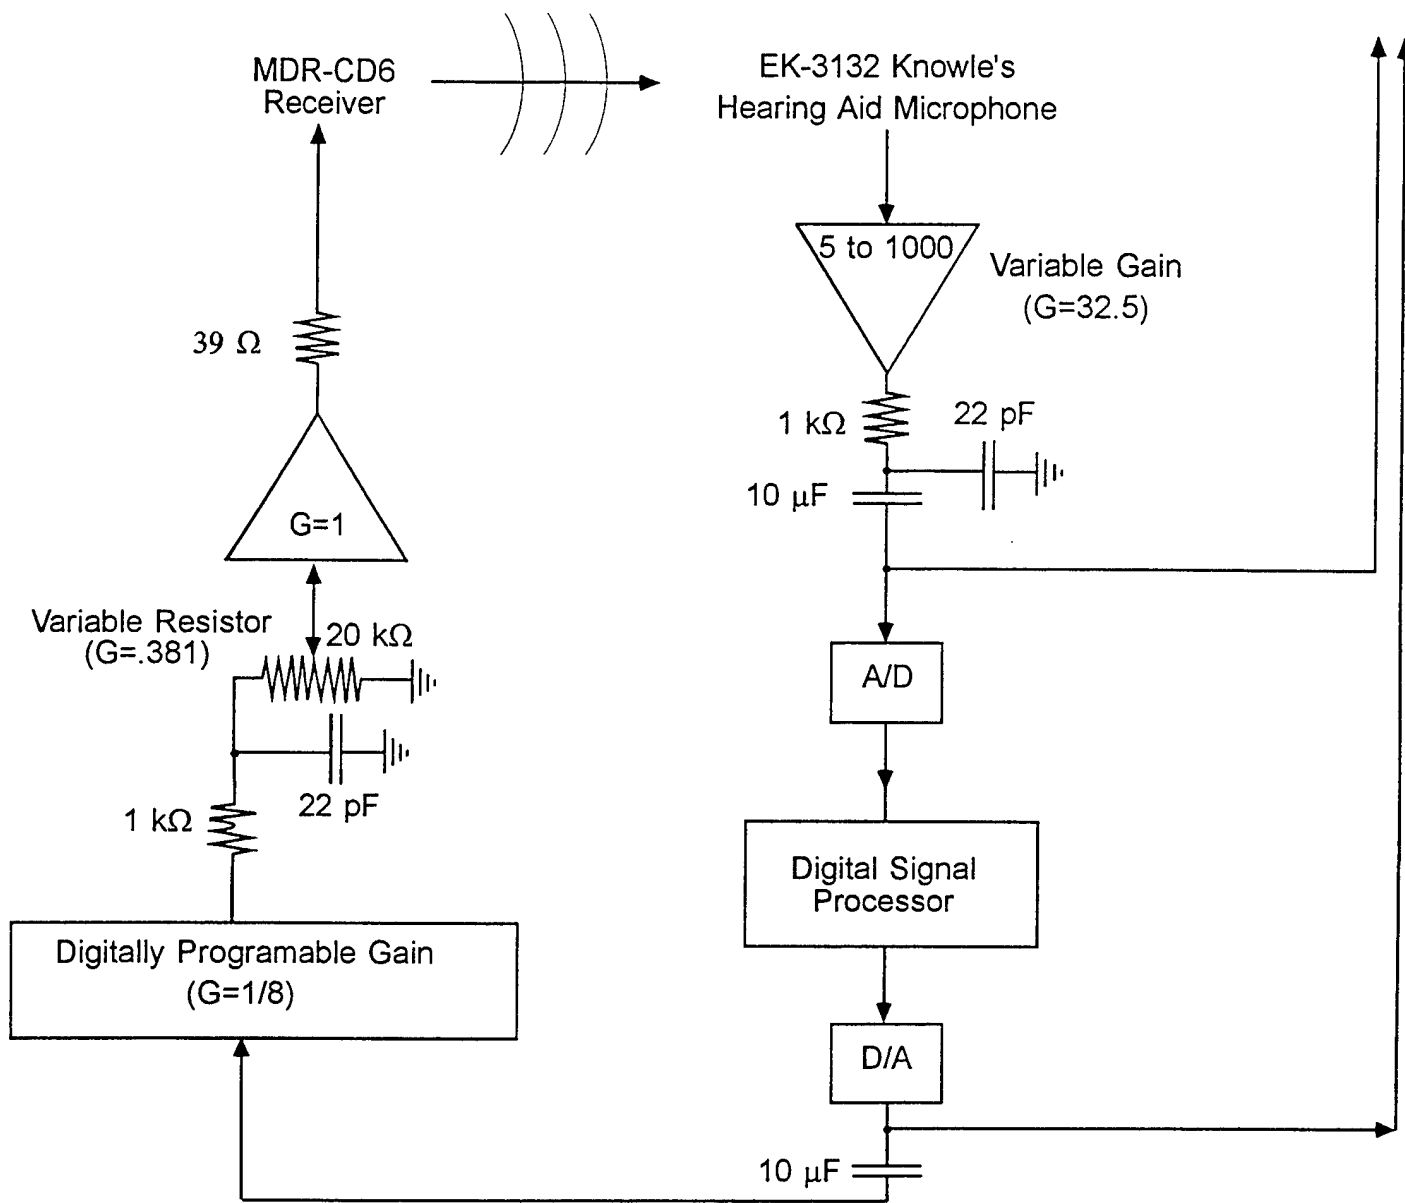 MDR-CD6
Receiver
EK-3132 Knowle's
Hearing Aid Microphone
5 to 1000
Variable Gain
(G=32.5)
39 Ω
1 kΩ
22 pF
10 μF
G=1
Variable Resistor
(G=.381)
20 kΩ
A/D
22 pF
1 kΩ
Digital Signal
Processor
Digitally Programable Gain
(G=1/8)
D/A
10 μF